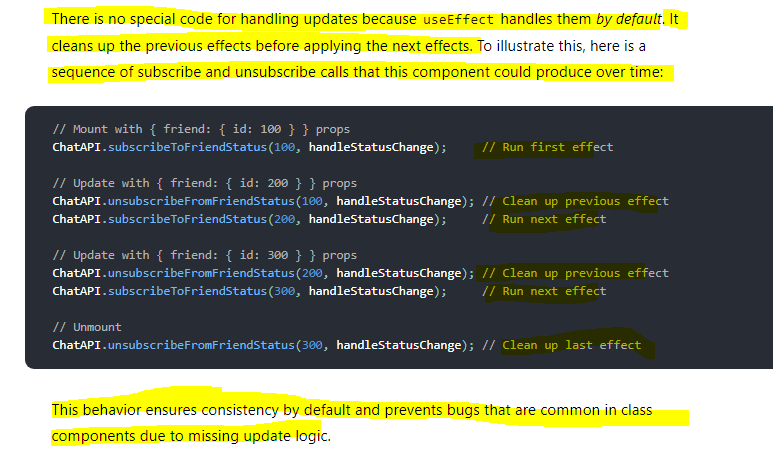 There is no special code for handling updates because useEffect handles them by default. It
cleans up the previous effects before applying the next effects. To illustrate this, here is a
sequence of subscribe and unsubscribe calls that this component could produce over time:
// Mount with { friend: { id: 100 } } props
ChatAPI.subscribeToFriendStatus(100, handleStatusChange);     // Run first effect
// Update with { friend: { id: 200 } } props
ChatAPI.unsubscribeFromFriendStatus(100, handleStatusChange); // Clean up previous effect
ChatAPI.subscribeToFriendStatus(200, handleStatusChange);     // Run next effect
// Update with { friend: { id: 300 } } props
ChatAPI.unsubscribeFromFriendStatus(200, handleStatusChange); // Clean up previous effect
ChatAPI.subscribeToFriendStatus(300, handleStatusChange);     // Run next effect
// Unmount
ChatAPI.unsubscribeFromFriendStatus(300, handleStatusChange); // Clean up last effect
This behavior ensures consistency by default and prevents bugs that are common in class
components due to missing update logic.